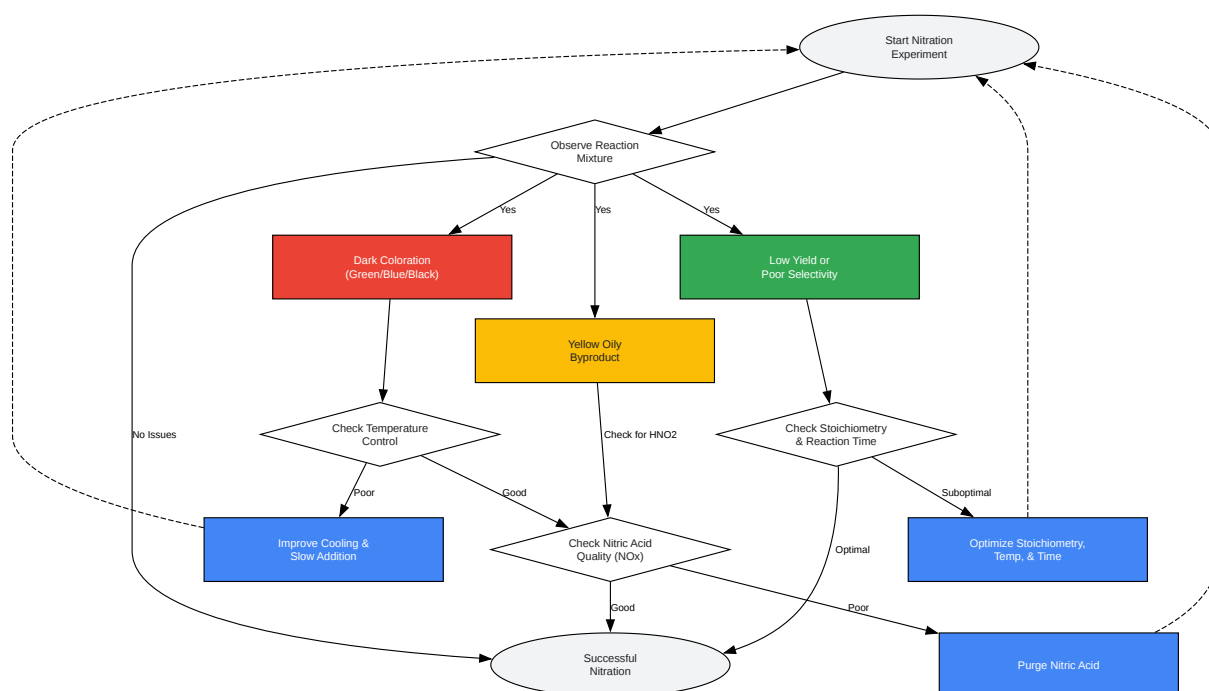 Start Nitration
Experiment
Observe Reaction
Mixture
Yes
Yes
Yes
Dark Coloration
(Green/Blue/Black)
Low Yield or
Poor Selectivity
Yellow Oily
Byproduct
No Issues
Check Temperature
Control
Check for HNO2
Check Stoichiometry
& Reaction Time
Poor
Good
Suboptimal
Improve Cooling &
Slow Addition
Check Nitric Acid
Quality (NOx)
Optimal
Optimize Stoichiometry,
Temp, & Time
Good
Poor
Successful
Nitration
Purge Nitric Acid